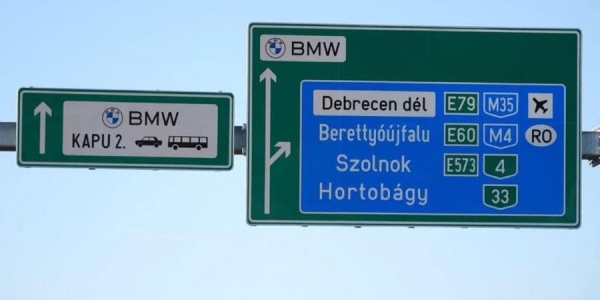 BMW
KAPU 2.
BMW
Debrecen dél E79 M35
Berettyóújfalu E60 M4 RO
Szolnok E573 4
Hortobágy 33